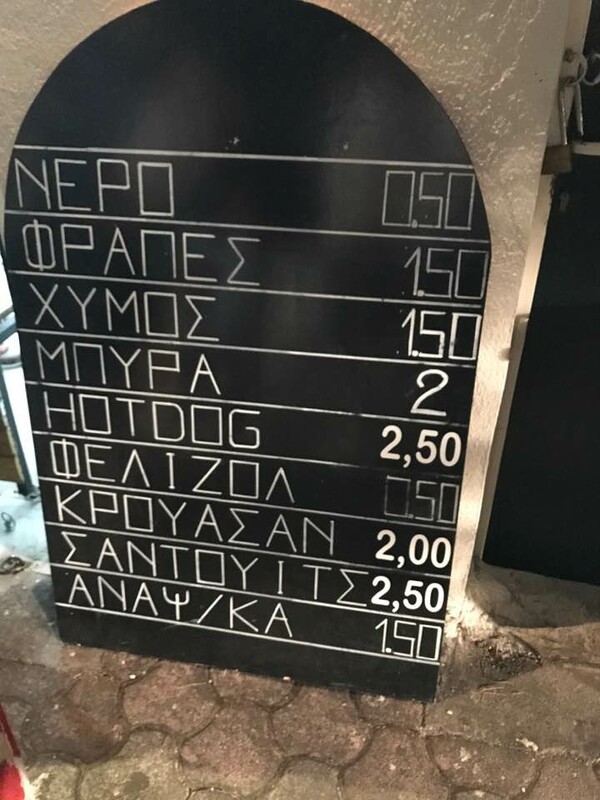 ΝΕΡΟ 0.50
ΦΡΑΠΕΣ 1.50
ΧΥΜΟΣ 1.50
ΜΠΥΡΑ 2
HOTDOG 2,50
ΦΕΛΙΖΟΛ 0.50
ΚΡΟΥΑΣΑΝ 2,00
ΣΑΝΤΟΥΙΤΣ 2,50
ΑΝΑΨ/ΚΑ 1.50